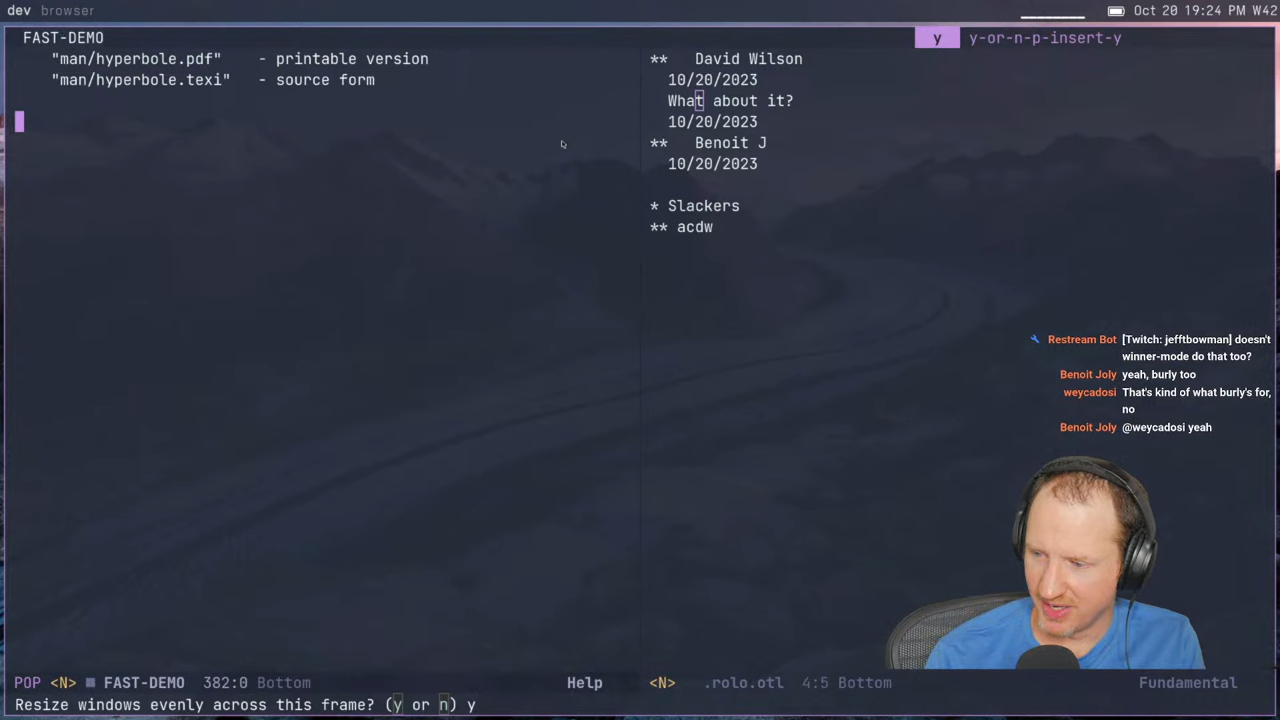 dev browser
Oct 20 19:24 PM W42
FAST-DEMO
y y-or-n-p-insert-y
"man/hyperbole.pdf" - printable version
"man/hyperbole.texi" - source form
** David Wilson
10/20/2023
What about it?
10/20/2023
** Benoit J
10/20/2023
* Slackers
** acdw
Restream Bot [Twitch: jefftbowman] doesn't
winner-mode do that too?
Benoit Joly yeah, burly too
weycadosi That's kind of what burly's for,
no
Benoit Joly @weycadosi yeah
POP <N> FAST-DEMO 382:0 Bottom Help
<N> .rolo.otl 4:5 Bottom Fundamental
Resize windows evenly across this frame? (y or n) y